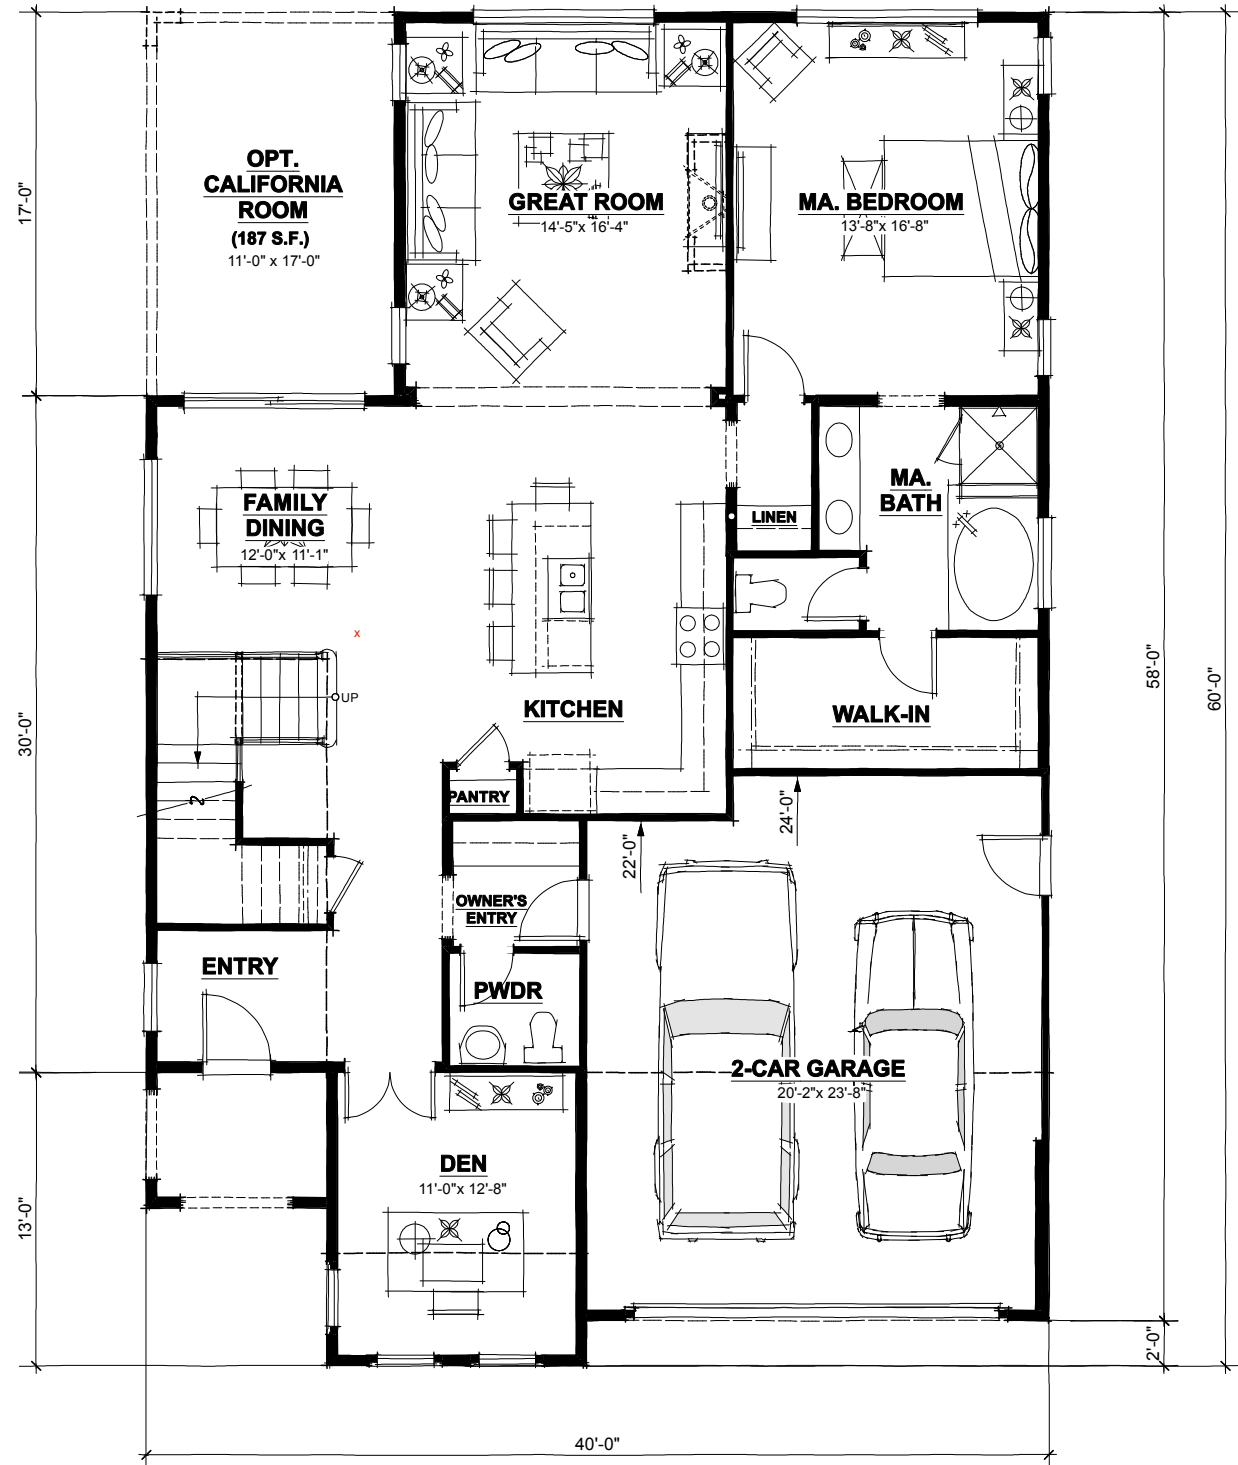 OPT.
CALIFORNIA
ROOM
(187 S.F.)
11'-0" x 17'-0"
GREAT ROOM
14'-5"x 16'-4"
MA. BEDROOM
13'-8"x 16'-8"
17'-0"
FAMILY
DINING
12'-0"x 11'-1"
LINEN
MA.
BATH
x
UP
KITCHEN
WALK-IN
58'-0"
60'-0"
30'-0"
2
PANTRY
22'-0"
24'-0"
OWNER'S
ENTRY
ENTRY
PWDR
2-CAR GARAGE
20'-2"x 23'-8"
DEN
11'-0"x 12'-8"
13'-0"
2'-0"
40'-0"